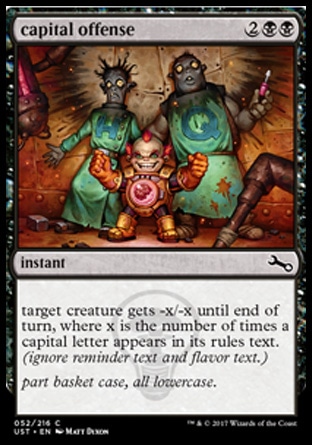 capital offense 2
H Q
instant
target creature gets -x/-x until end of
turn, where x is the number of times a
capital letter appears in its rules text.
(ignore reminder text and flavor text.)
part basket case, all lowercase.
052/216 C
UST • EN Matt Dixon
™ & © 2017 Wizards of the Coast